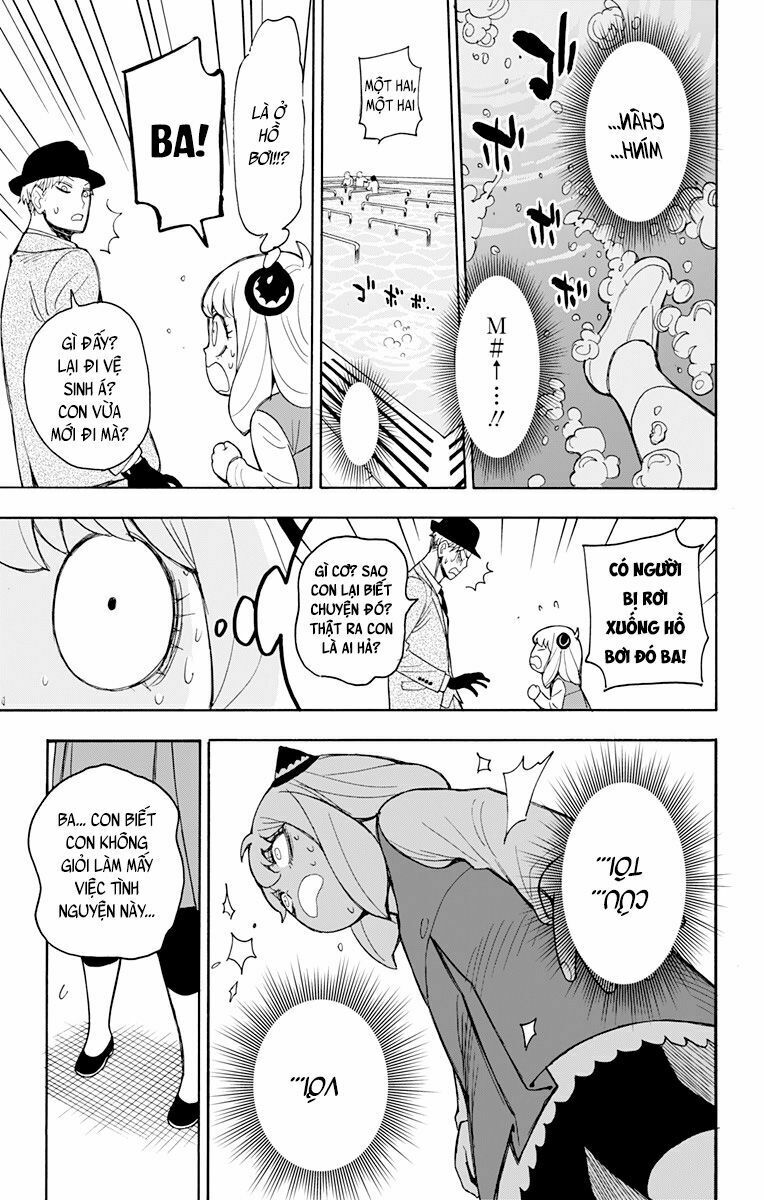 CHÂN...
MÌNH...
M#↑...!!
MỘT HAI,
MỘT HAI
LÀ Ở
HỒ
BƠI!!!?
BA!
GÌ ĐẤY?
LẠI ĐI VỆ
SINH Á?
CON VỪA
MỚI ĐI MÀ?
CÓ NGƯỜI
BỊ RƠI
XUỐNG HỒ
BƠI ĐÓ BA!
GÌ CƠ? SAO
CON LẠI BIẾT
CHUYỆN ĐÓ?
THẬT RA CON
LÀ AI HẢ?
CỨU...
TÔI...
VỚI...
BA... CON BIẾT
CON KHÔNG
GIỎI LÀM MẤY
VIỆC TÌNH
NGUYỆN NÀY...